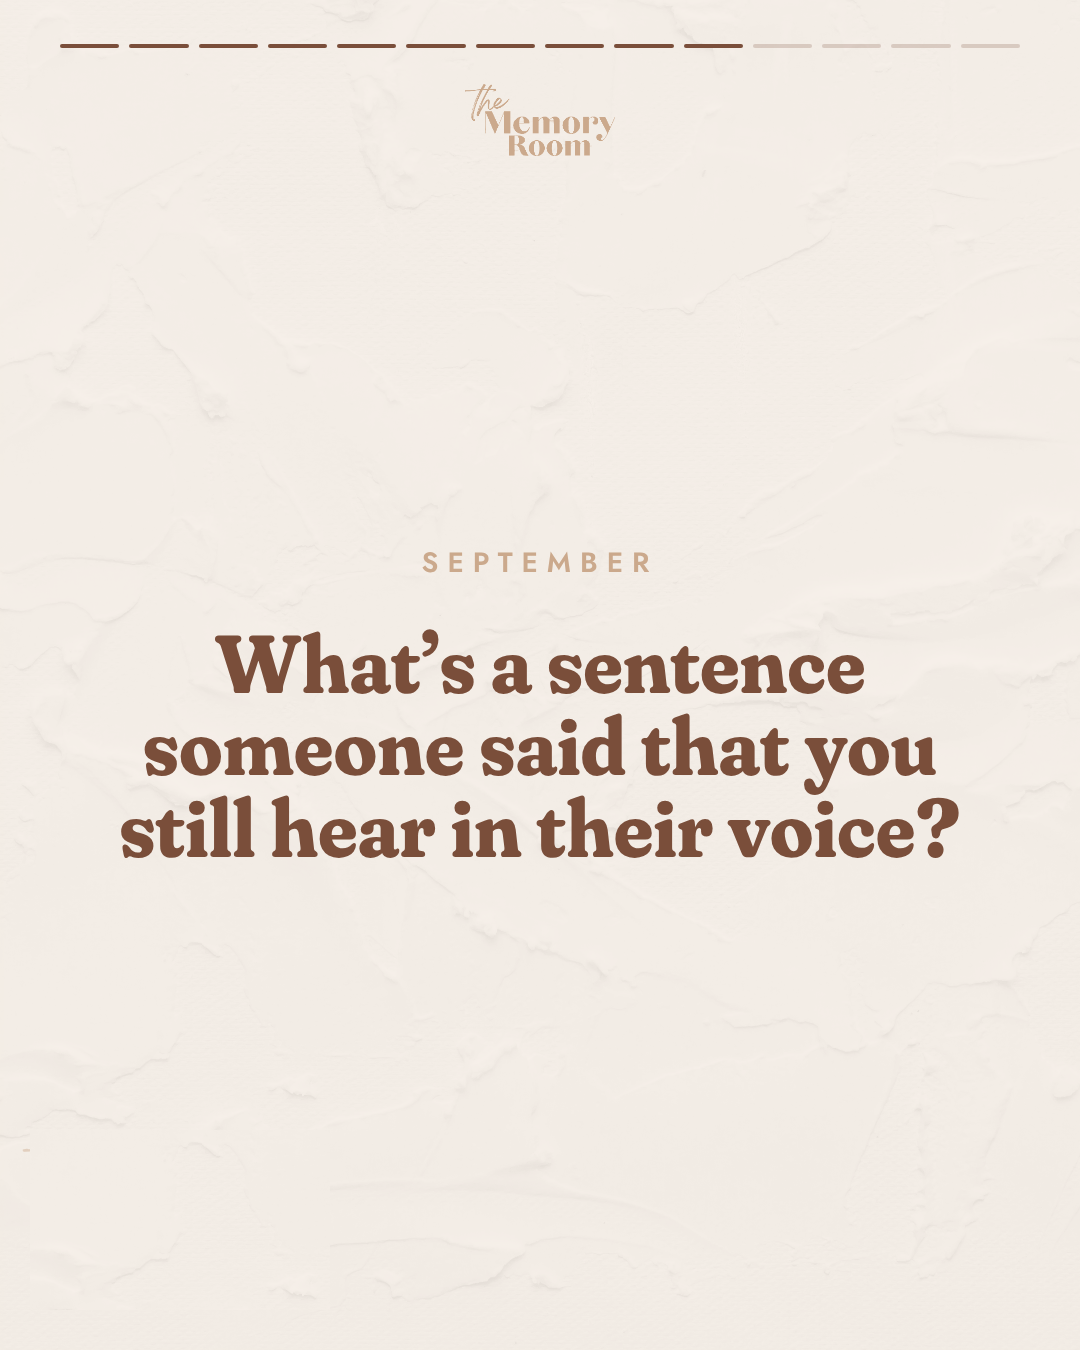 the
Memory
Room
SEPTEMBER
What’s a sentence
someone said that you
still hear in their voice?